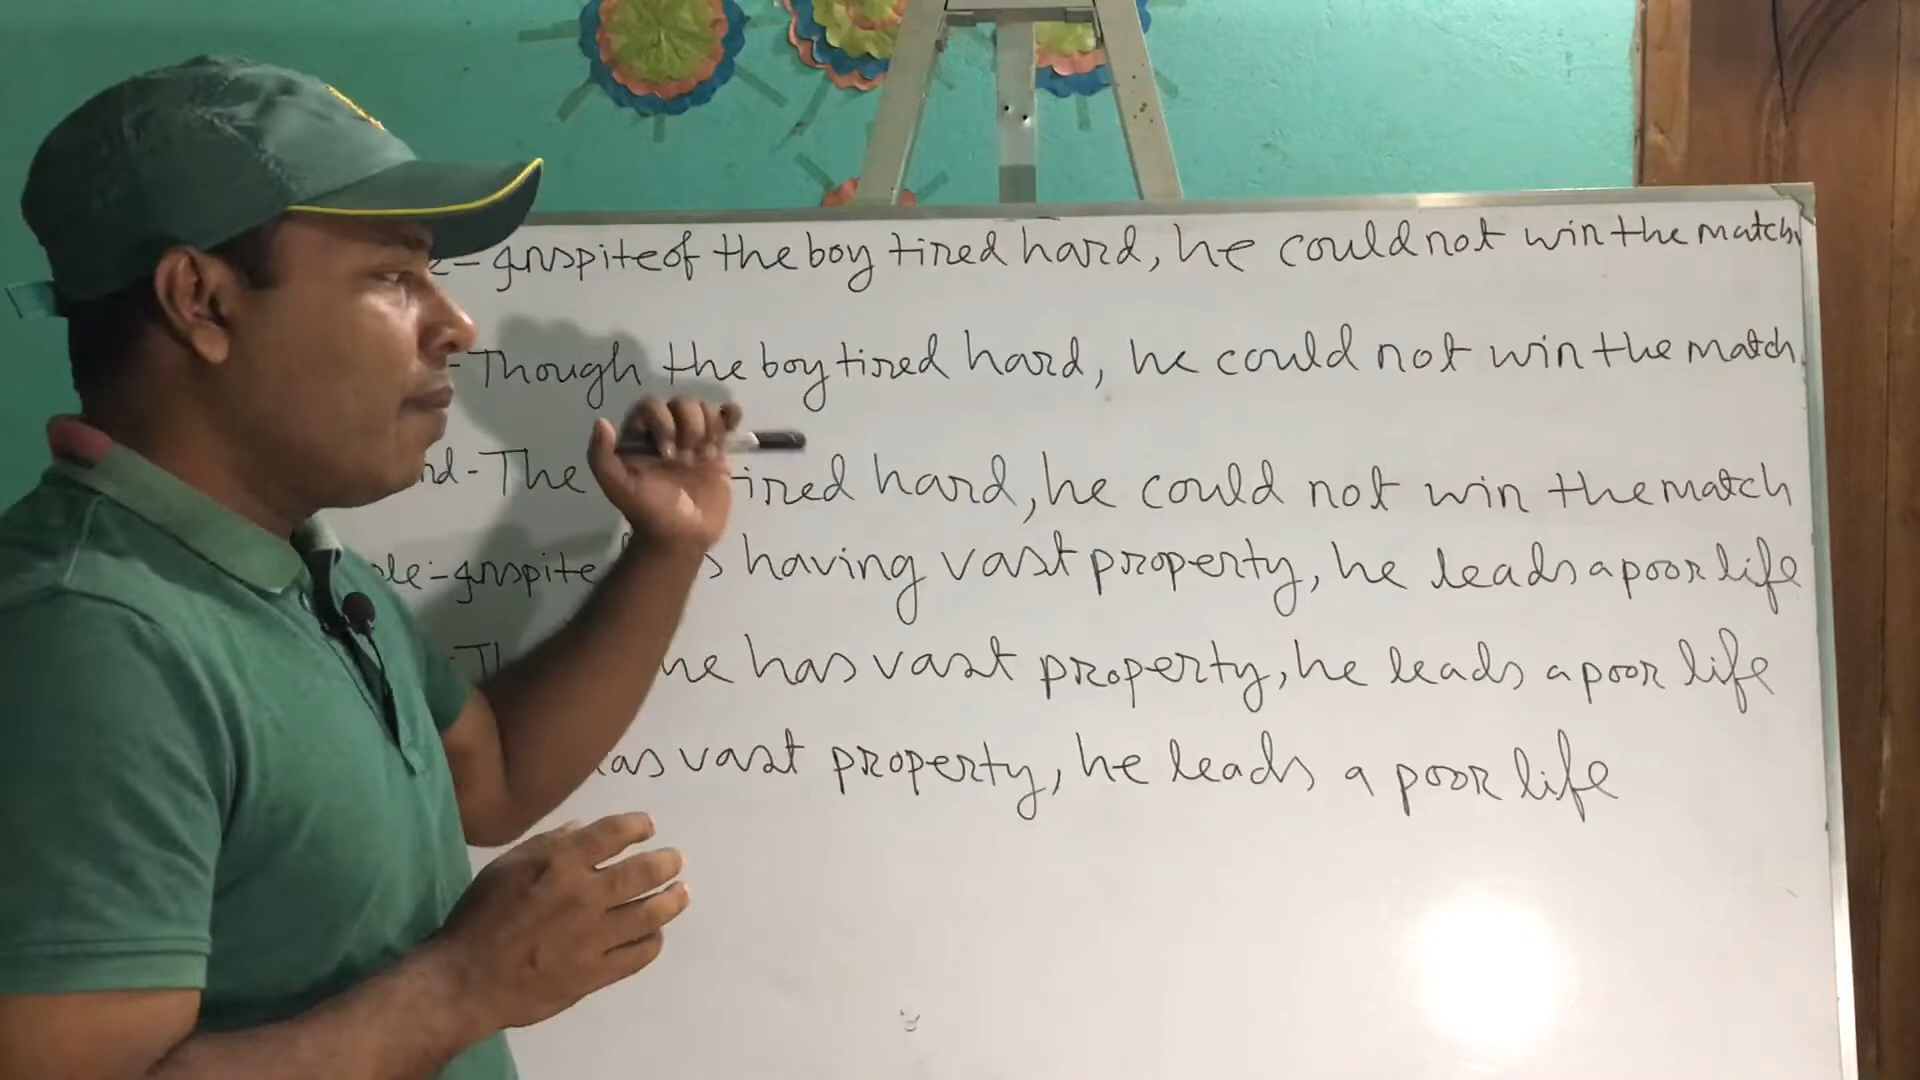 - Inspite of the boy tired hard, he could not win the match
- Though the boy tired hard, he could not win the match.
nd - The hard, he could not win the match
ple:- Inspite having vast property, he leads a poor life
he has vast property, he leads a poor life
has vast property, he leads a poor life